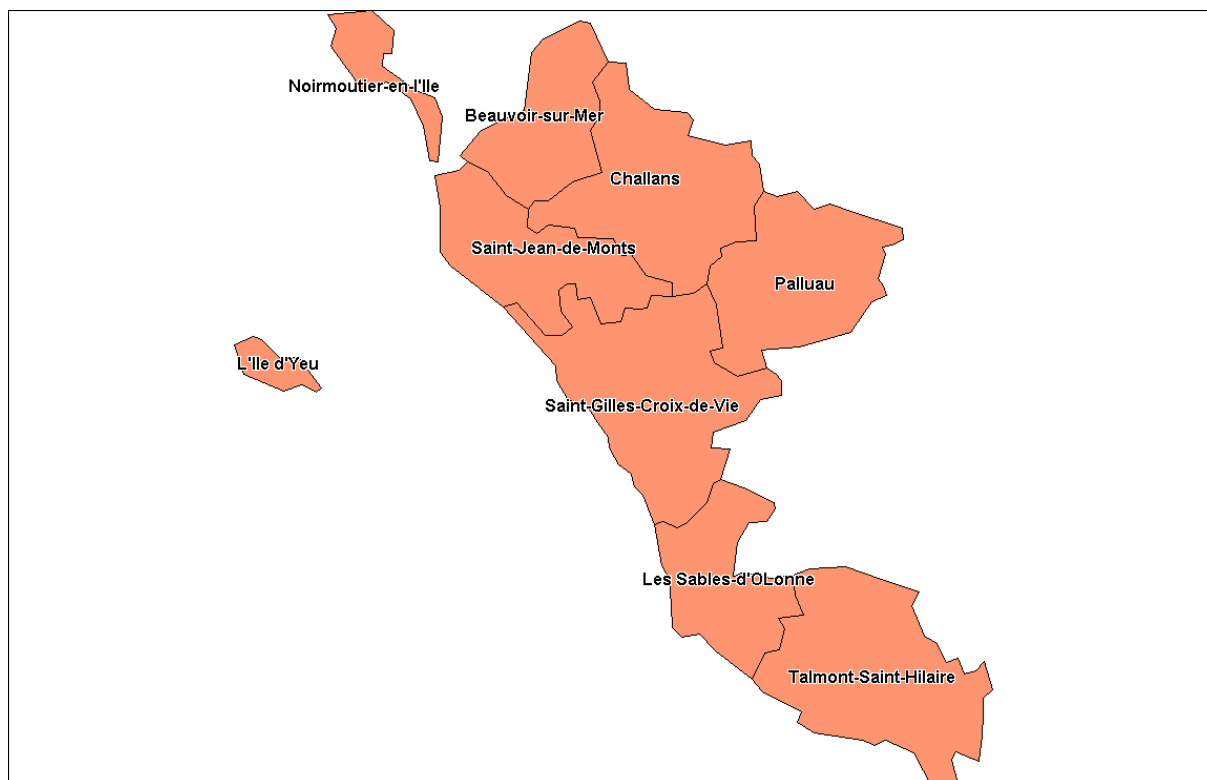 Noirmoutier-en-l'Ile
Beauvoir-sur-Mer
Challans
Saint-Jean-de-Monts
Palluau
L'Ile d'Yeu
Saint-Gilles-Croix-de-Vie
Les Sables-d'OLonne
Talmont-Saint-Hilaire